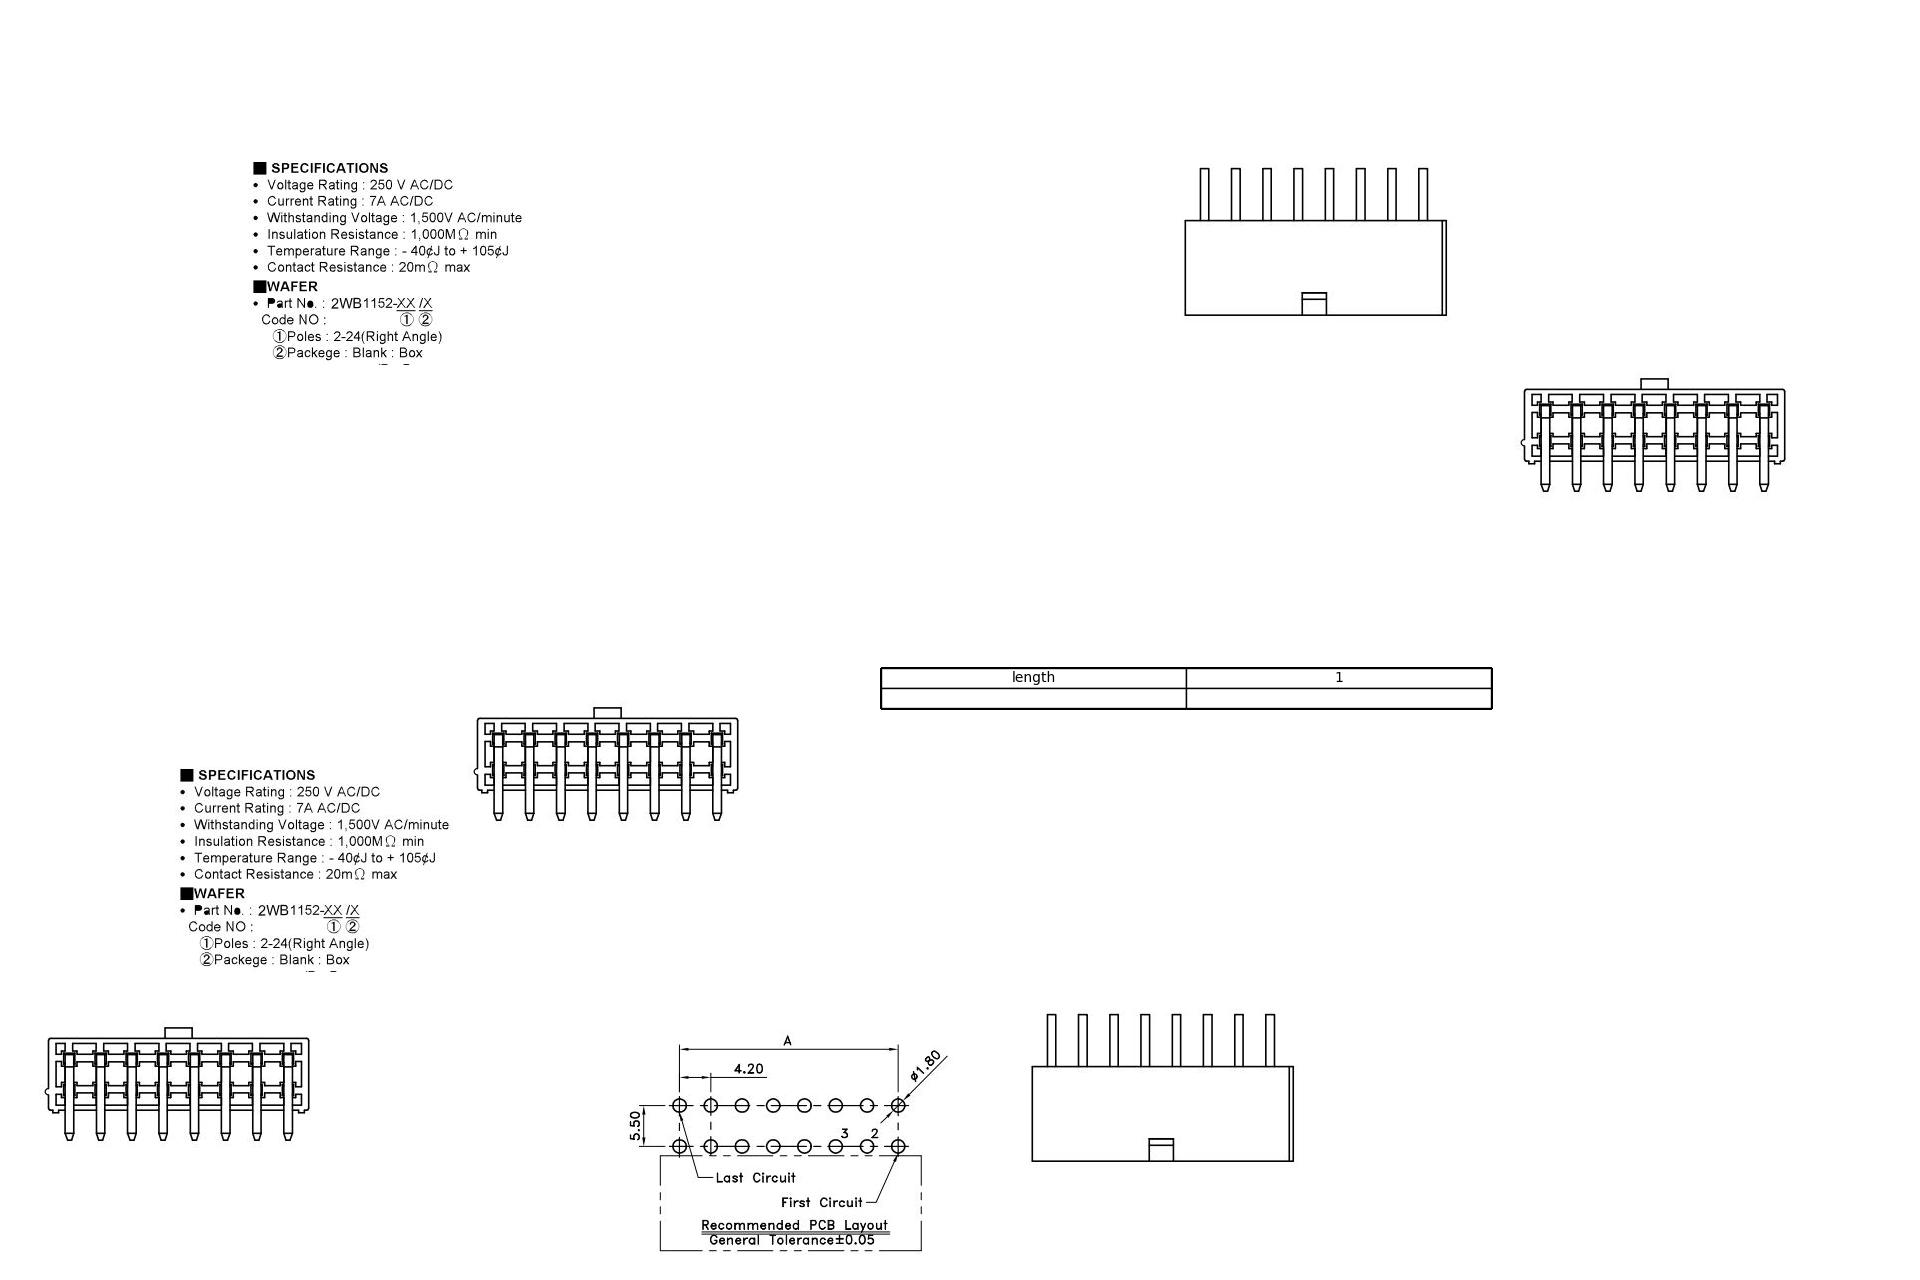 ■ SPECIFICATIONS
• Voltage Rating : 250 V AC/DC
• Current Rating : 7A AC/DC
• Withstanding Voltage : 1,500V AC/minute
• Insulation Resistance : 1,000MΩ min
• Temperature Range : - 40¢J to + 105¢J
• Contact Resistance : 20mΩ max
■WAFER
• Part No. : 2WB1152-XX /X
Code NO : ① ②
①Poles : 2-24(Right Angle)
②Packege : Blank : Box
length 1
■ SPECIFICATIONS
• Voltage Rating : 250 V AC/DC
• Current Rating : 7A AC/DC
• Withstanding Voltage : 1,500V AC/minute
• Insulation Resistance : 1,000MΩ min
• Temperature Range : - 40¢J to + 105¢J
• Contact Resistance : 20mΩ max
■WAFER
• Part No. : 2WB1152-XX /X
Code NO : ① ②
①Poles : 2-24(Right Angle)
②Packege : Blank : Box
A
4.20
ø1.80
5.50
3 2
Last Circuit
First Circuit
Recommended PCB Layout
General Tolerance±0.05